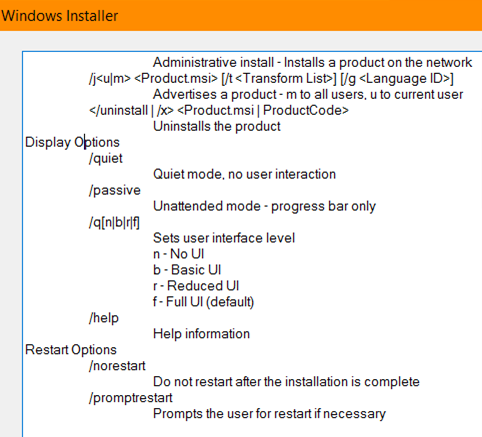 Windows Installer
Administrative install - Installs a product on the network
/j<u|m> <Product.msi> [/t <Transform List>] [/g <Language ID>]
Advertises a product - m to all users, u to current user
</uninstall | /x> <Product.msi | ProductCode>
Uninstalls the product
Display Options
/quiet
Quiet mode, no user interaction
/passive
Unattended mode - progress bar only
/q[n|b|r|f]
Sets user interface level
n - No UI
b - Basic UI
r - Reduced UI
f - Full UI (default)
/help
Help information
Restart Options
/norestart
Do not restart after the installation is complete
/promptrestart
Prompts the user for restart if necessary